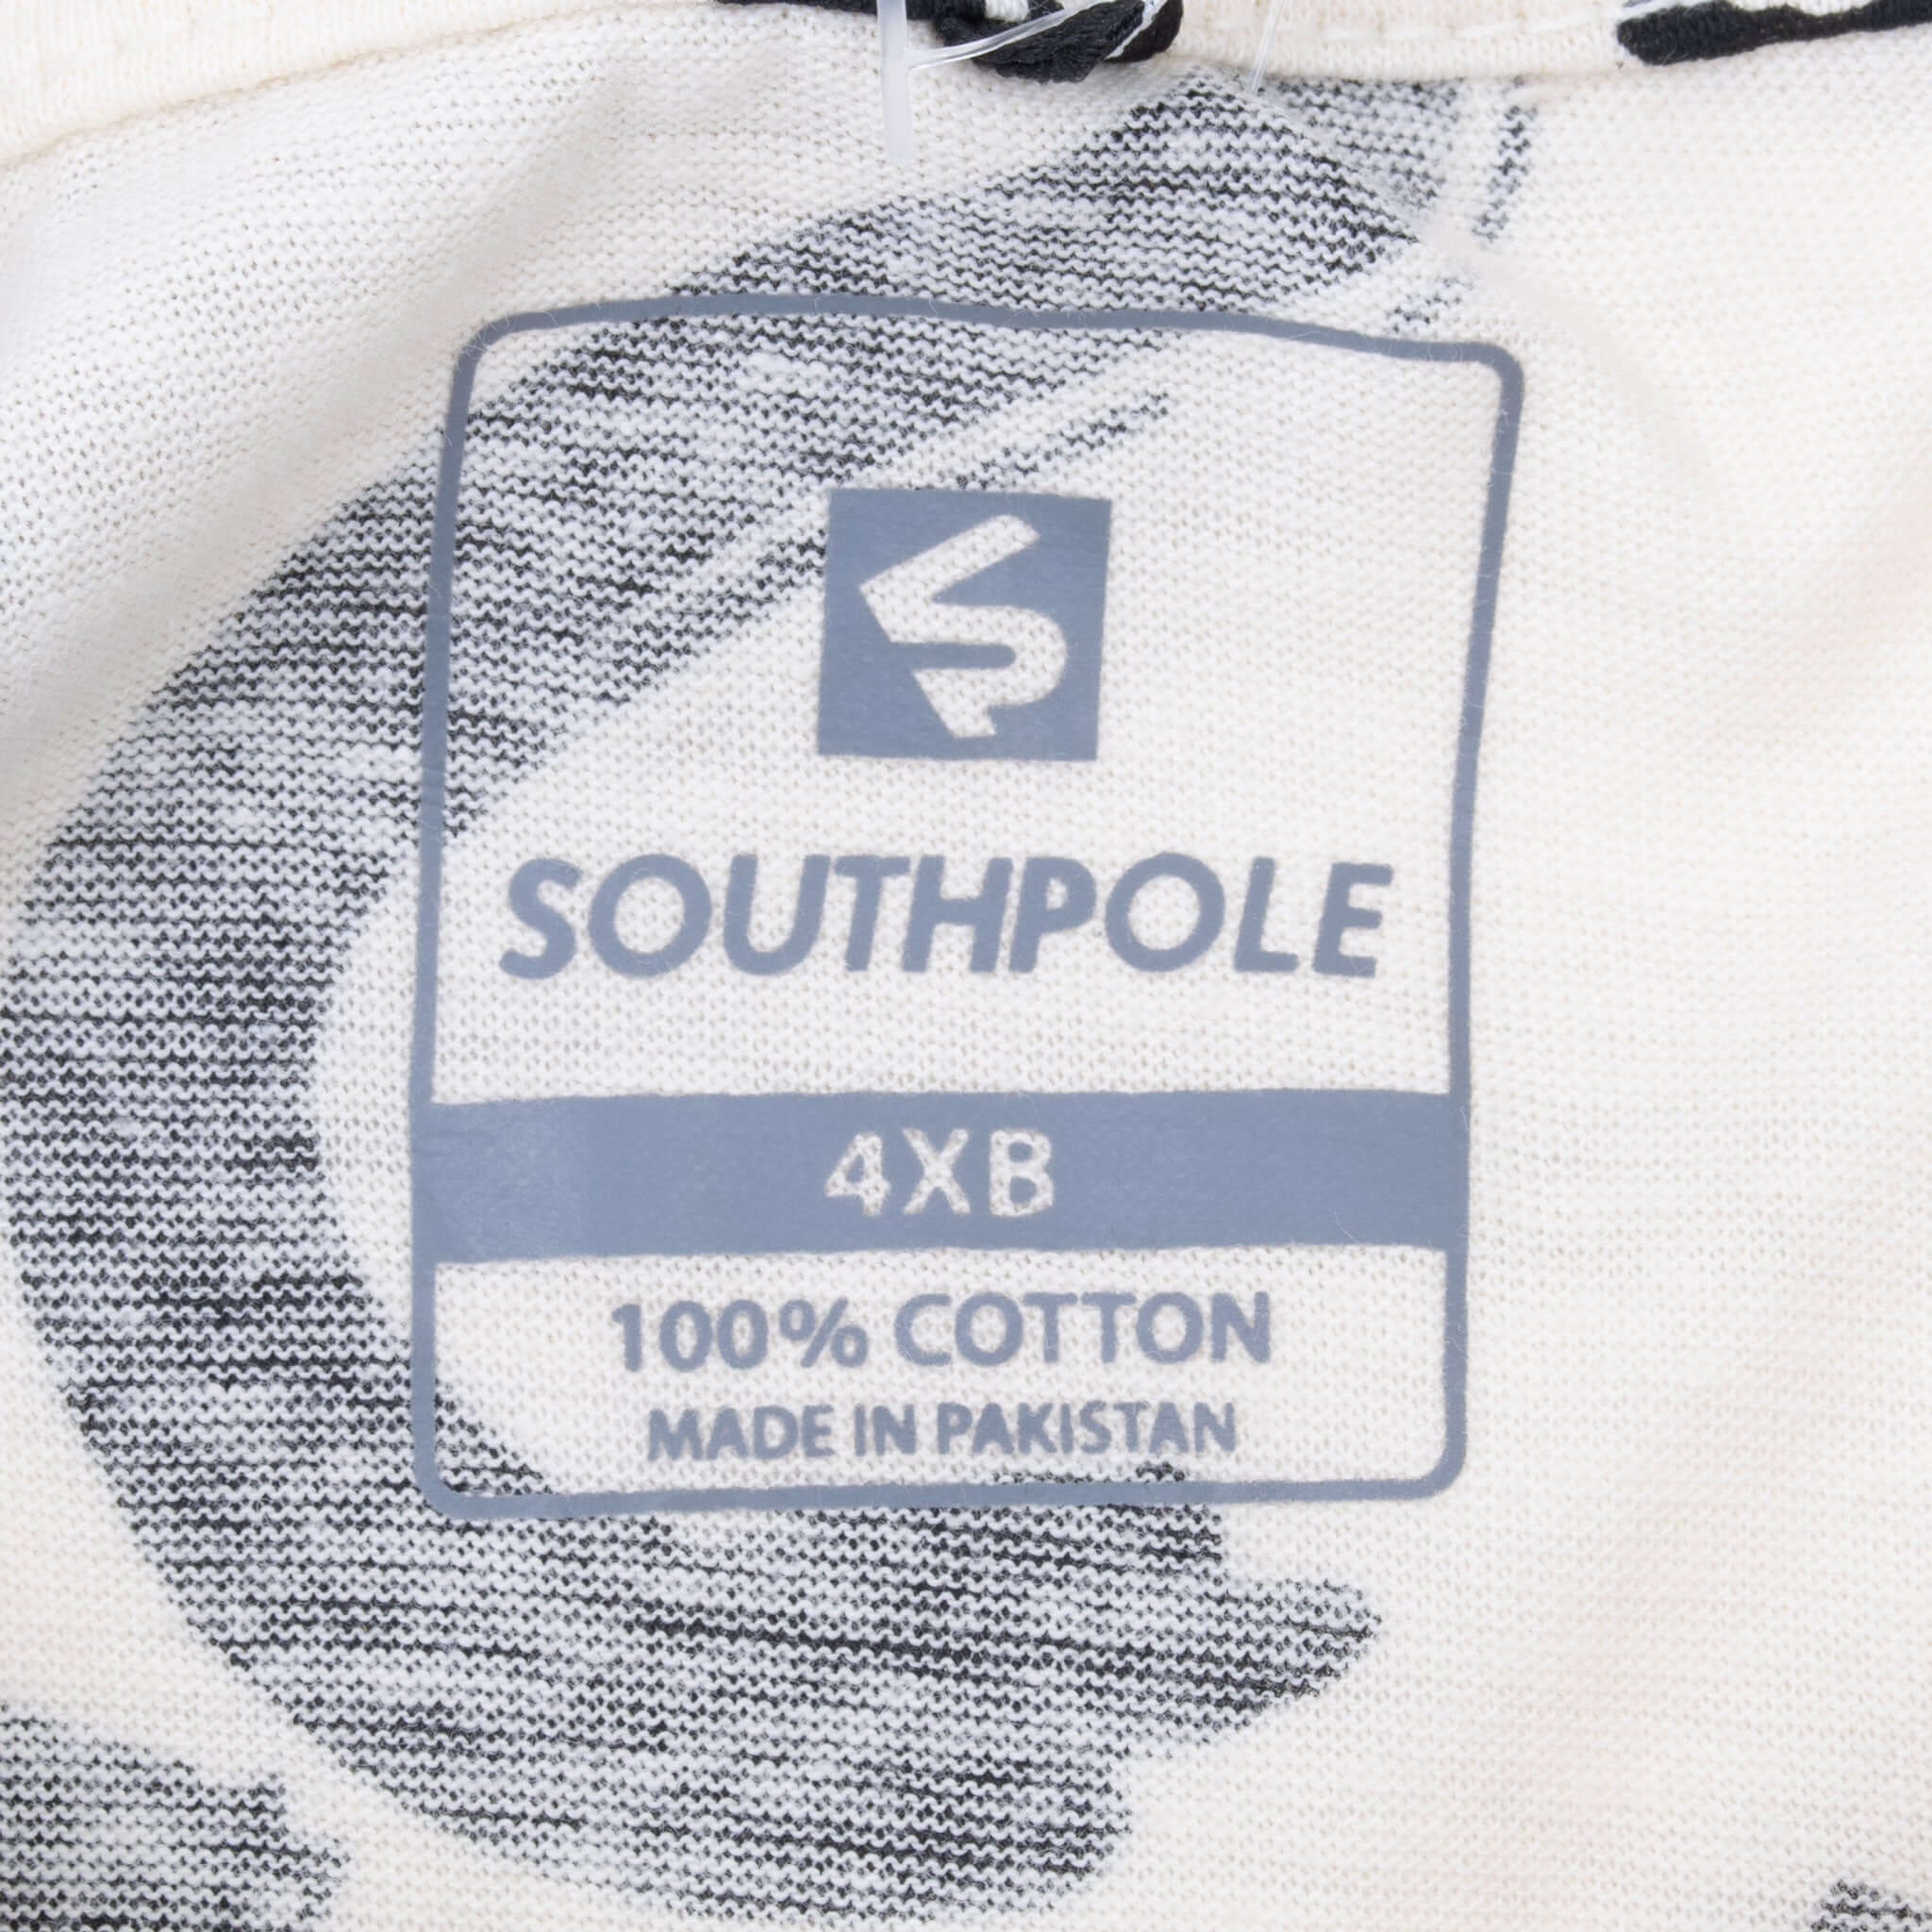 SOUTHPOLE
4XB
100% COTTON
MADE IN PAKISTAN